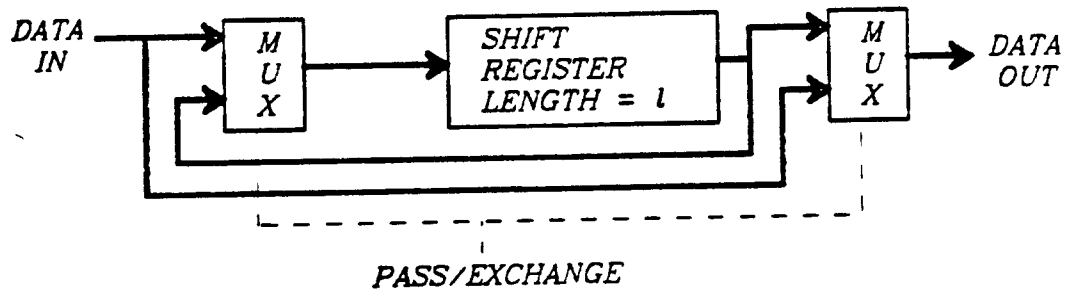 DATA
IN
M
U
X
SHIFT
REGISTER
LENGTH = l
M
U
X
DATA
OUT
PASS/EXCHANGE